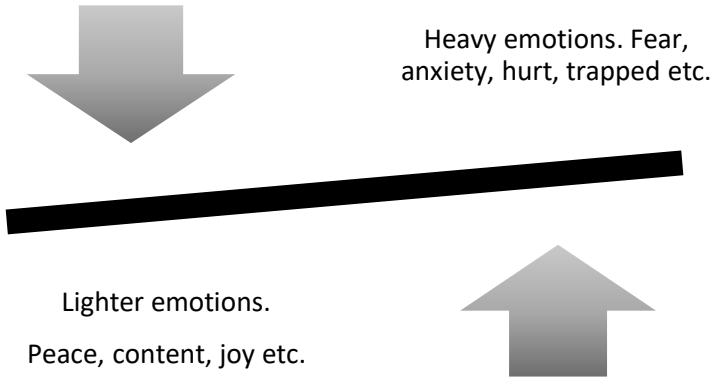 Heavy emotions. Fear,
anxiety, hurt, trapped etc.
Lighter emotions.
Peace, content, joy etc.